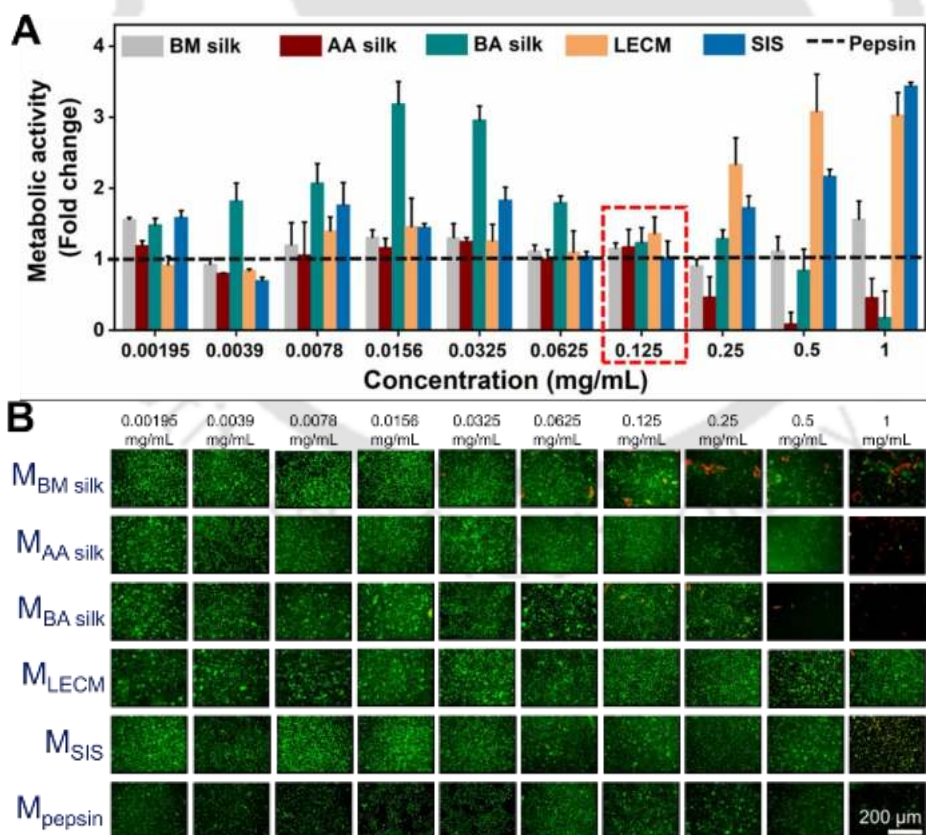 A
BM silk AA silk BA silk LECM SIS Pepsin
Metabolic activity
(Fold change)
4
3
2
1
0
0.00195 0.0039 0.0078 0.0156 0.0325 0.0625 0.125 0.25 0.5 1
Concentration (mg/mL)
B
0.00195 0.0039 0.0078 0.0156 0.0325 0.0625 0.125 0.25 0.5 1
mg/mL mg/mL mg/mL mg/mL mg/mL mg/mL mg/mL mg/mL mg/mL mg/mL
M BM silk
M AA silk
M BA silk
M LECM
M SIS
M pepsin
200 µm